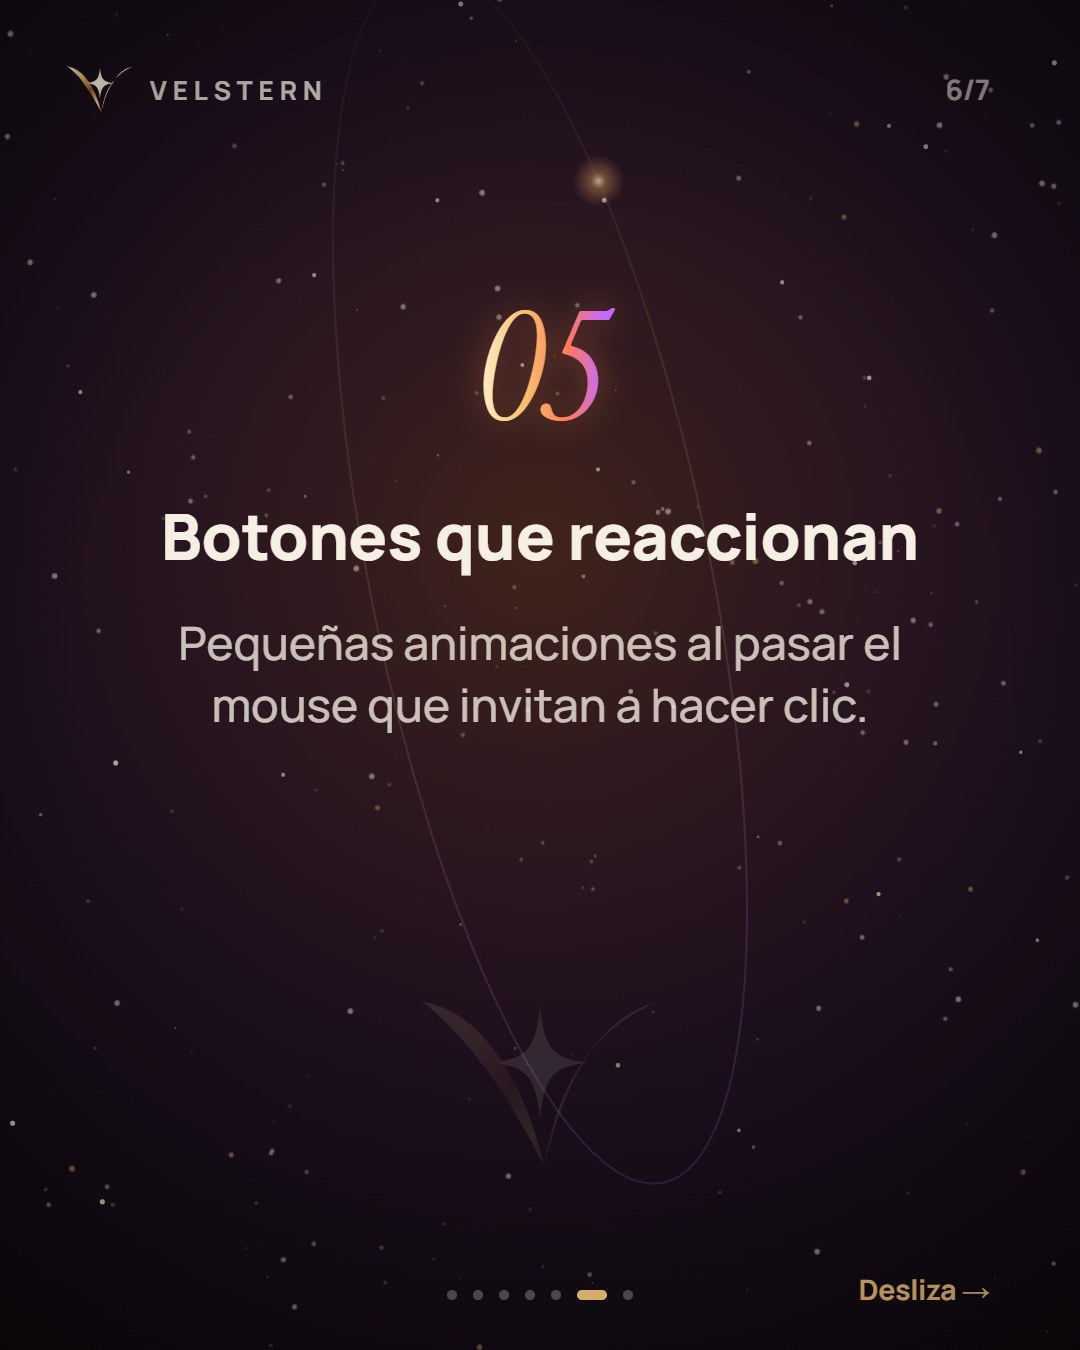 VELSTERN
6/7
05
Botones que reaccionan
Pequeñas animaciones al pasar el
mouse que invitan a hacer clic.
Desliza →